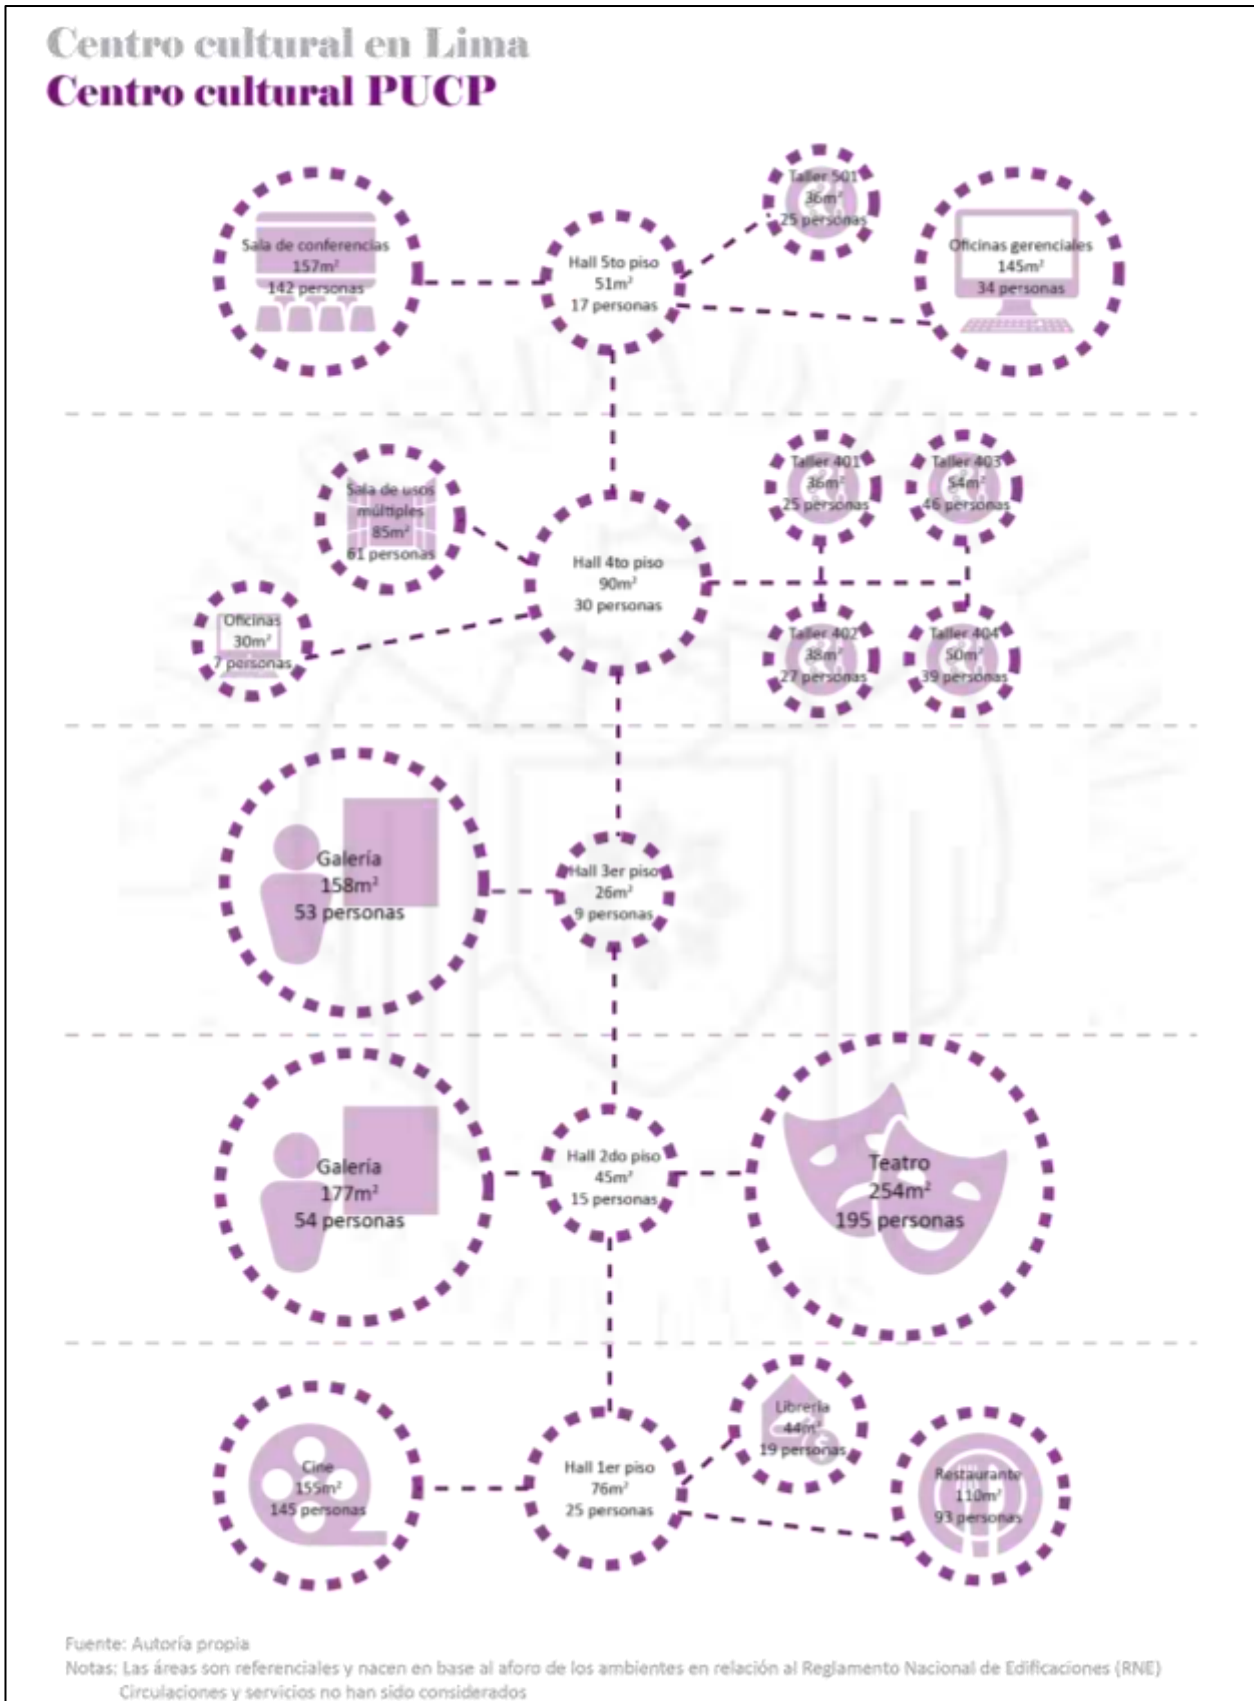 Centro cultural en Lima
Centro cultural PUCP
Sala de conferencias
157m²
142 personas
Hall 5to piso
51m²
17 personas
Taller 501
36m²
25 personas
Oficinas gerenciales
145m²
34 personas
Sala de usos
múltiples
85m²
61 personas
Oficinas
30m²
7 personas
Hall 4to piso
90m²
30 personas
Taller 401
36m²
25 personas
Taller 403
54m²
46 personas
Taller 402
38m²
27 personas
Taller 404
50m²
39 personas
Galería
158m²
53 personas
Hall 3er piso
26m²
9 personas
Galería
177m²
54 personas
Hall 2do piso
45m²
15 personas
Teatro
254m²
195 personas
Cine
155m²
145 personas
Hall 1er piso
76m²
25 personas
Librería
44m²
19 personas
Restaurante
110m²
93 personas
Fuente: Autoría propia
Notas: Las áreas son referenciales y nacen en base al aforo de los ambientes en relación al Reglamento Nacional de Edificaciones (RNE)
Circulaciones y servicios no han sido considerados